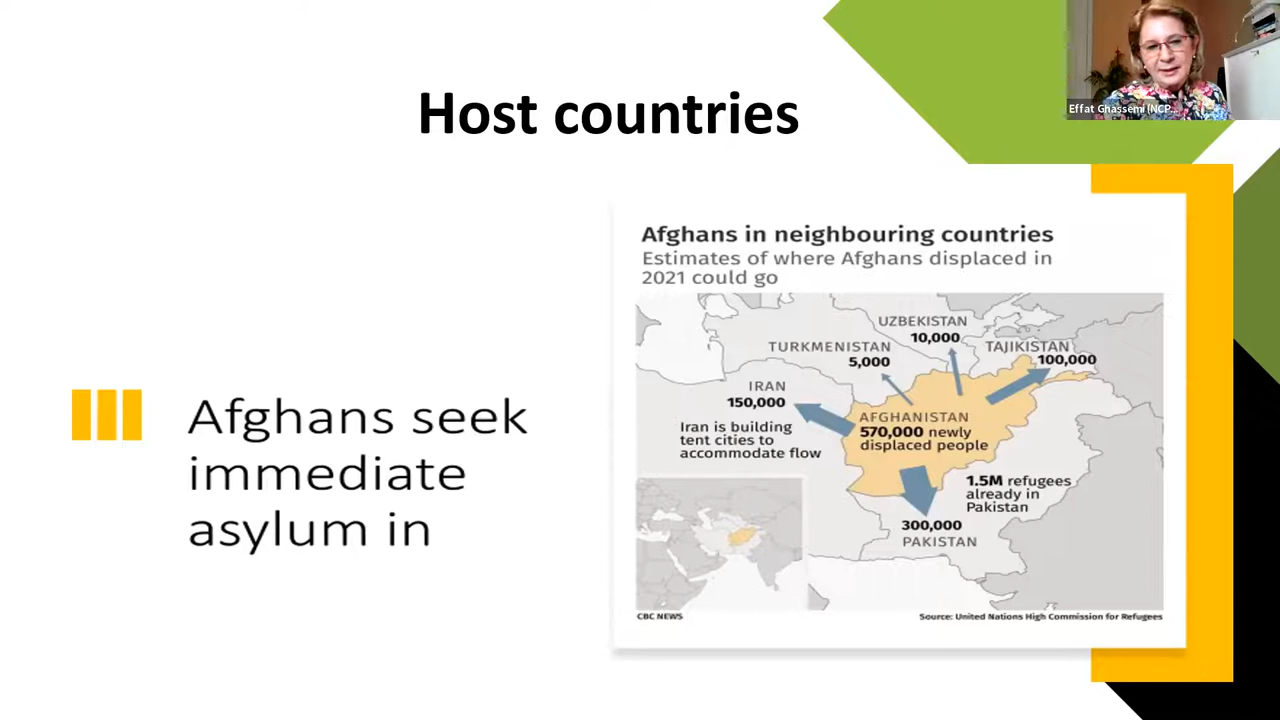 Host countries
Effat Ghassemi (NCP...
Afghans seek
immediate
asylum in
Afghans in neighbouring countries
Estimates of where Afghans displaced in
2021 could go
UZBEKISTAN
10,000
TURKMENISTAN
5,000
TAJIKISTAN
100,000
IRAN
150,000
Iran is building
tent cities to
accommodate flow
AFGHANISTAN
570,000 newly
displaced people
1.5M refugees
already in
Pakistan
300,000
PAKISTAN
CBC NEWS
Source: United Nations High Commission for Refugees